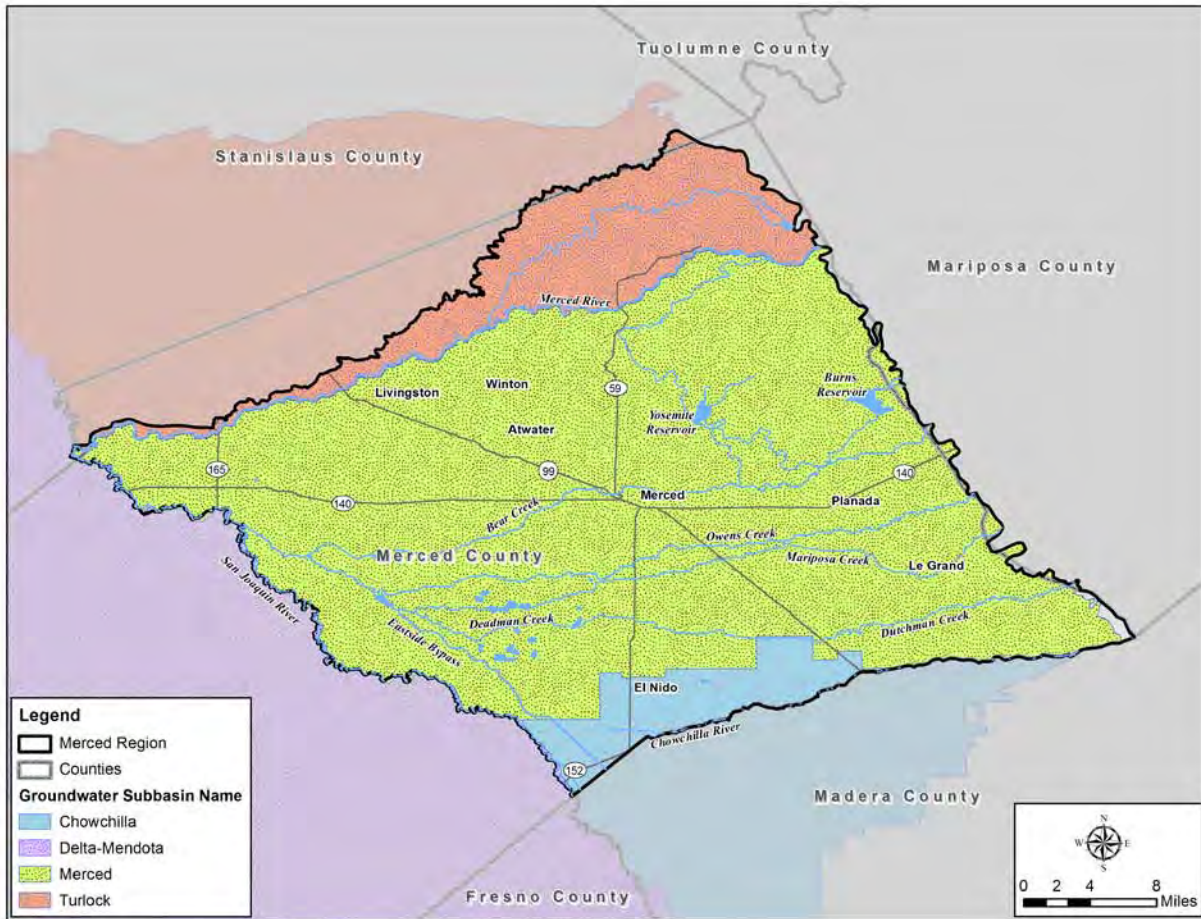 Tuolumne County
Stanislaus County
Mariposa County
Merced River
Livingston
Winton
59
Burns
Reservoir
Yosemite
Reservoir
Atwater
165
99
140
140
Merced
Planada
Bear Creek
Owens Creek
Merced County
Mariposa Creek
Le Grand
San Joaquin River
Eastside Bypass
Deadman Creek
Dutchman Creek
El Nido
Chowchilla River
152
Madera County
Fresno County
Legend
Merced Region
Counties
Groundwater Subbasin Name
Chowchilla
Delta-Mendota
Merced
Turlock
N
W E
S
0 2 4 8
Miles